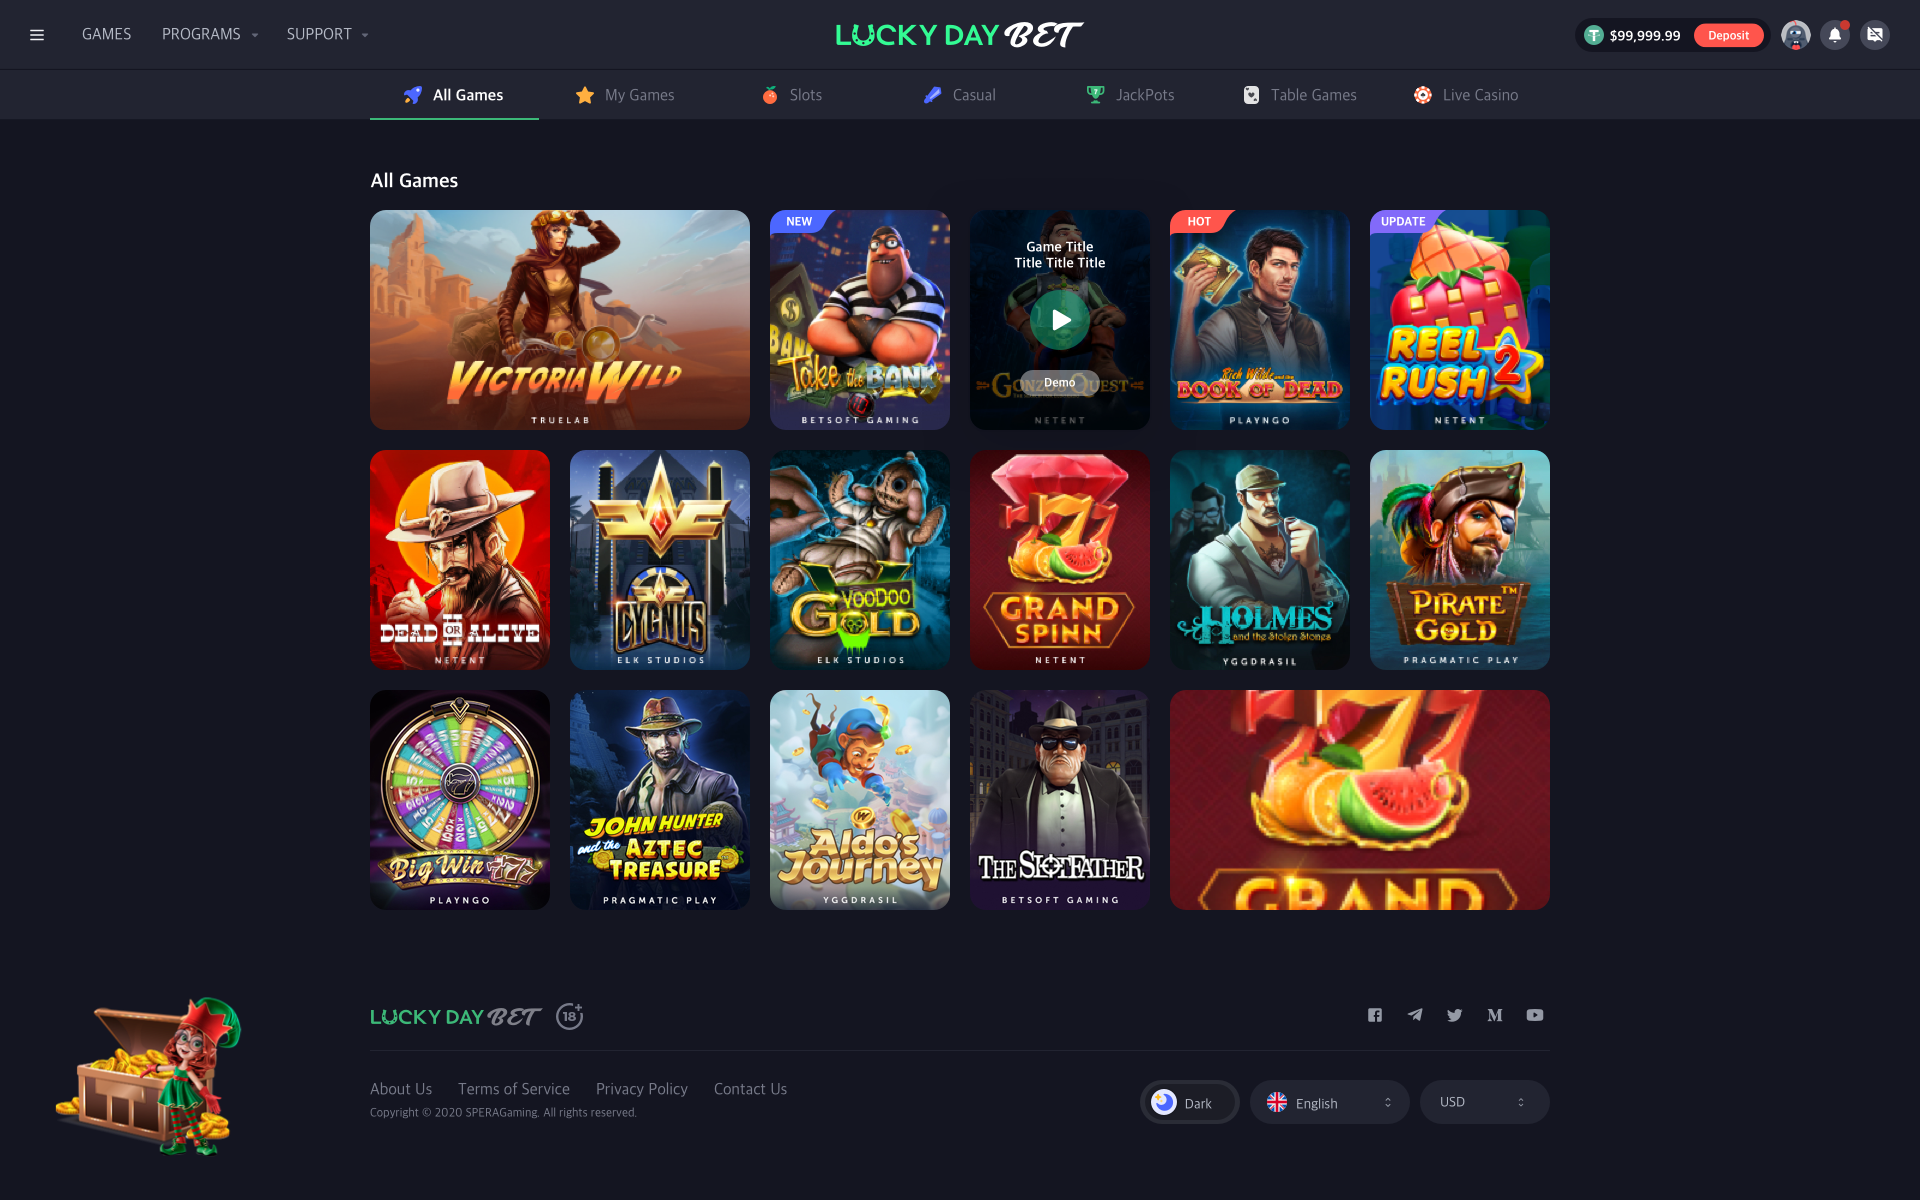 GAMES
PROGRAMS
SUPPORT
LUCKY DAY BET
$99,999.99
Deposit
All Games
My Games
Slots
Casual
JackPots
Table Games
Live Casino
All Games
VICTORIA WILD
TRUELAB
NEW
BANK
Take the BANK
BETSOFT GAMING
Game Title
Title Title Title
Demo
GONZO'S QUEST
NETENT
HOT
Rich Wilde and the
BOOK OF DEAD
PLAYNGO
UPDATE
REEL
RUSH 2
NETENT
DEAD OR ALIVE
NETENT
CYGNUS
ELK STUDIOS
VOODOO
GOLD
ELK STUDIOS
777
GRAND
SPINN
NETENT
HOLMES
and the Stolen Stones
YGGDRASIL
PIRATE™
GOLD
PRAGMATIC PLAY
Big Win 777
PLAYNGO
JOHN HUNTER
and the AZTEC
TREASURE
PRAGMATIC PLAY
Aldo's
Journey
YGGDRASIL
THE SLOTFATHER
BETSOFT GAMING
777
GRAND
LUCKY DAY BET
18+
About Us
Terms of Service
Privacy Policy
Contact Us
Copyright © 2020 SPERAGaming. All rights reserved.
Dark
English
USD